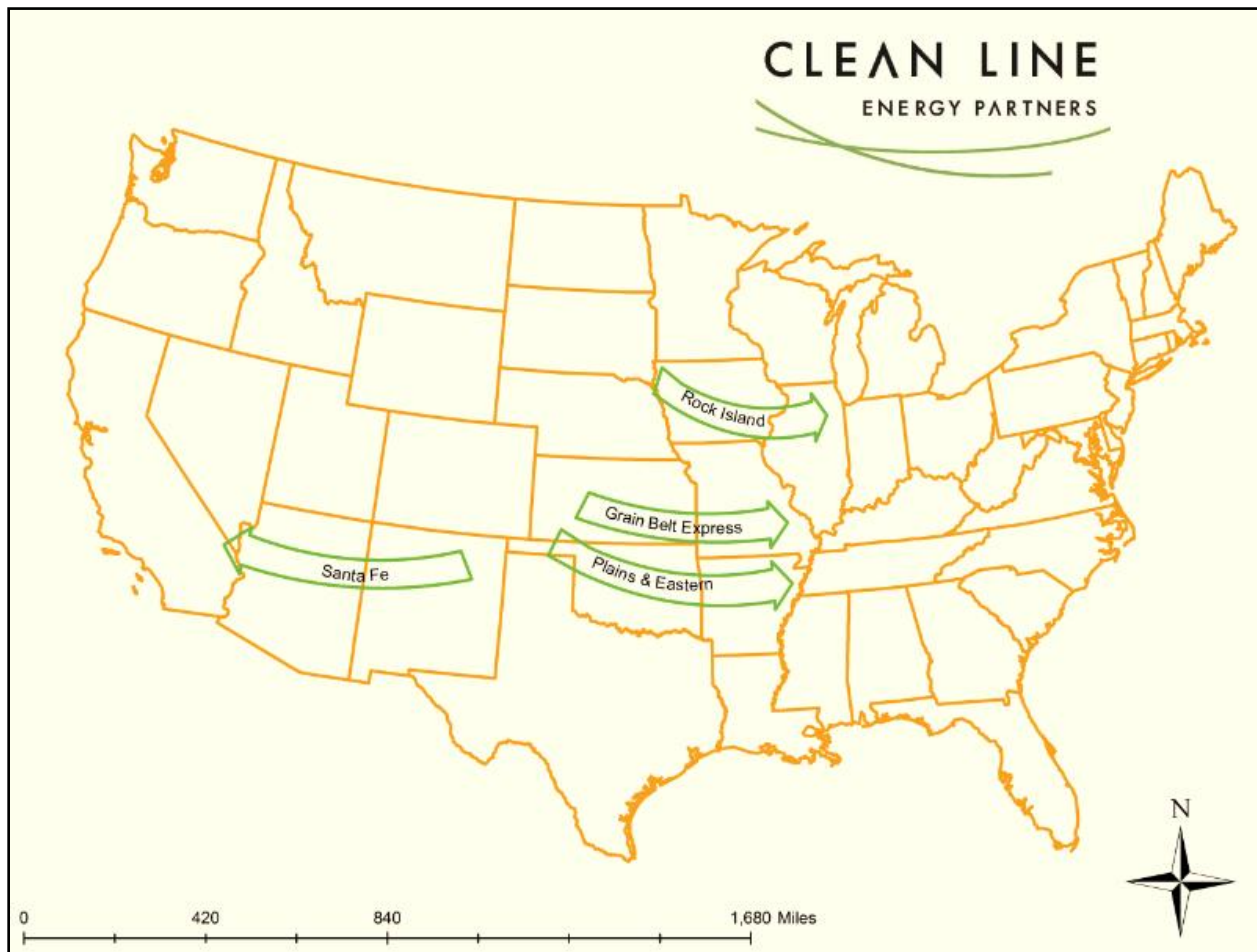 CLEAN LINE
ENERGY PARTNERS
Rock Island
Grain Belt Express
Plains & Eastern
Santa Fe
N
0 420 840 1,680 Miles